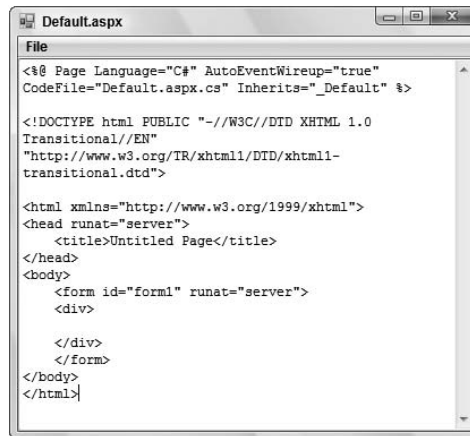 Default.aspx
File
<%@ Page Language="C#" AutoEventWireup="true"
CodeFile="Default.aspx.cs" Inherits="_Default" %>
<!DOCTYPE html PUBLIC "-//W3C//DTD XHTML 1.0
Transitional//EN"
"http://www.w3.org/TR/xhtml1/DTD/xhtml1-
transitional.dtd">
<html xmlns="http://www.w3.org/1999/xhtml">
<head runat="server">
    <title>Untitled Page</title>
</head>
<body>
    <form id="form1" runat="server">
    <div>
    </div>
    </form>
</body>
</html>